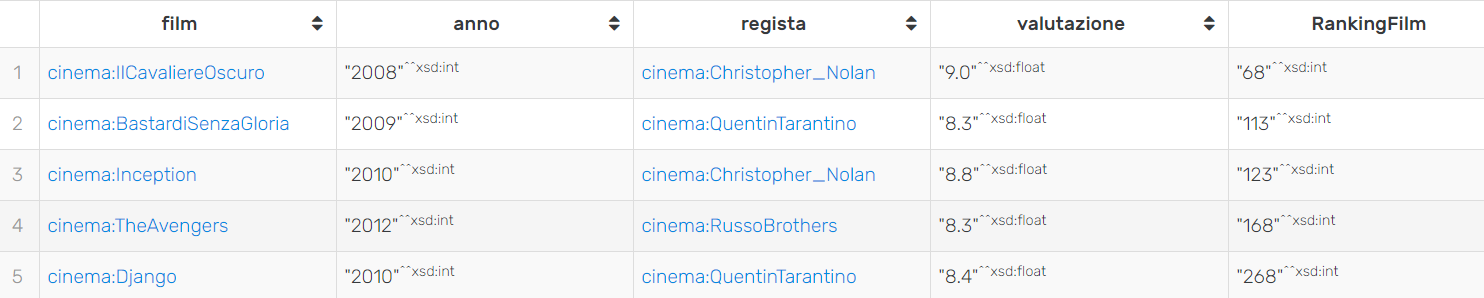 film anno regista valutazione RankingFilm
1 cinema:IlCavaliereOscuro "2008"^^xsd:int cinema:Christopher_Nolan "9.0"^^xsd:float "68"^^xsd:int
2 cinema:BastardiSenzaGloria "2009"^^xsd:int cinema:QuentinTarantino "8.3"^^xsd:float "113"^^xsd:int
3 cinema:Inception "2010"^^xsd:int cinema:Christopher_Nolan "8.8"^^xsd:float "123"^^xsd:int
4 cinema:TheAvengers "2012"^^xsd:int cinema:RussoBrothers "8.3"^^xsd:float "168"^^xsd:int
5 cinema:Django "2010"^^xsd:int cinema:QuentinTarantino "8.4"^^xsd:float "268"^^xsd:int